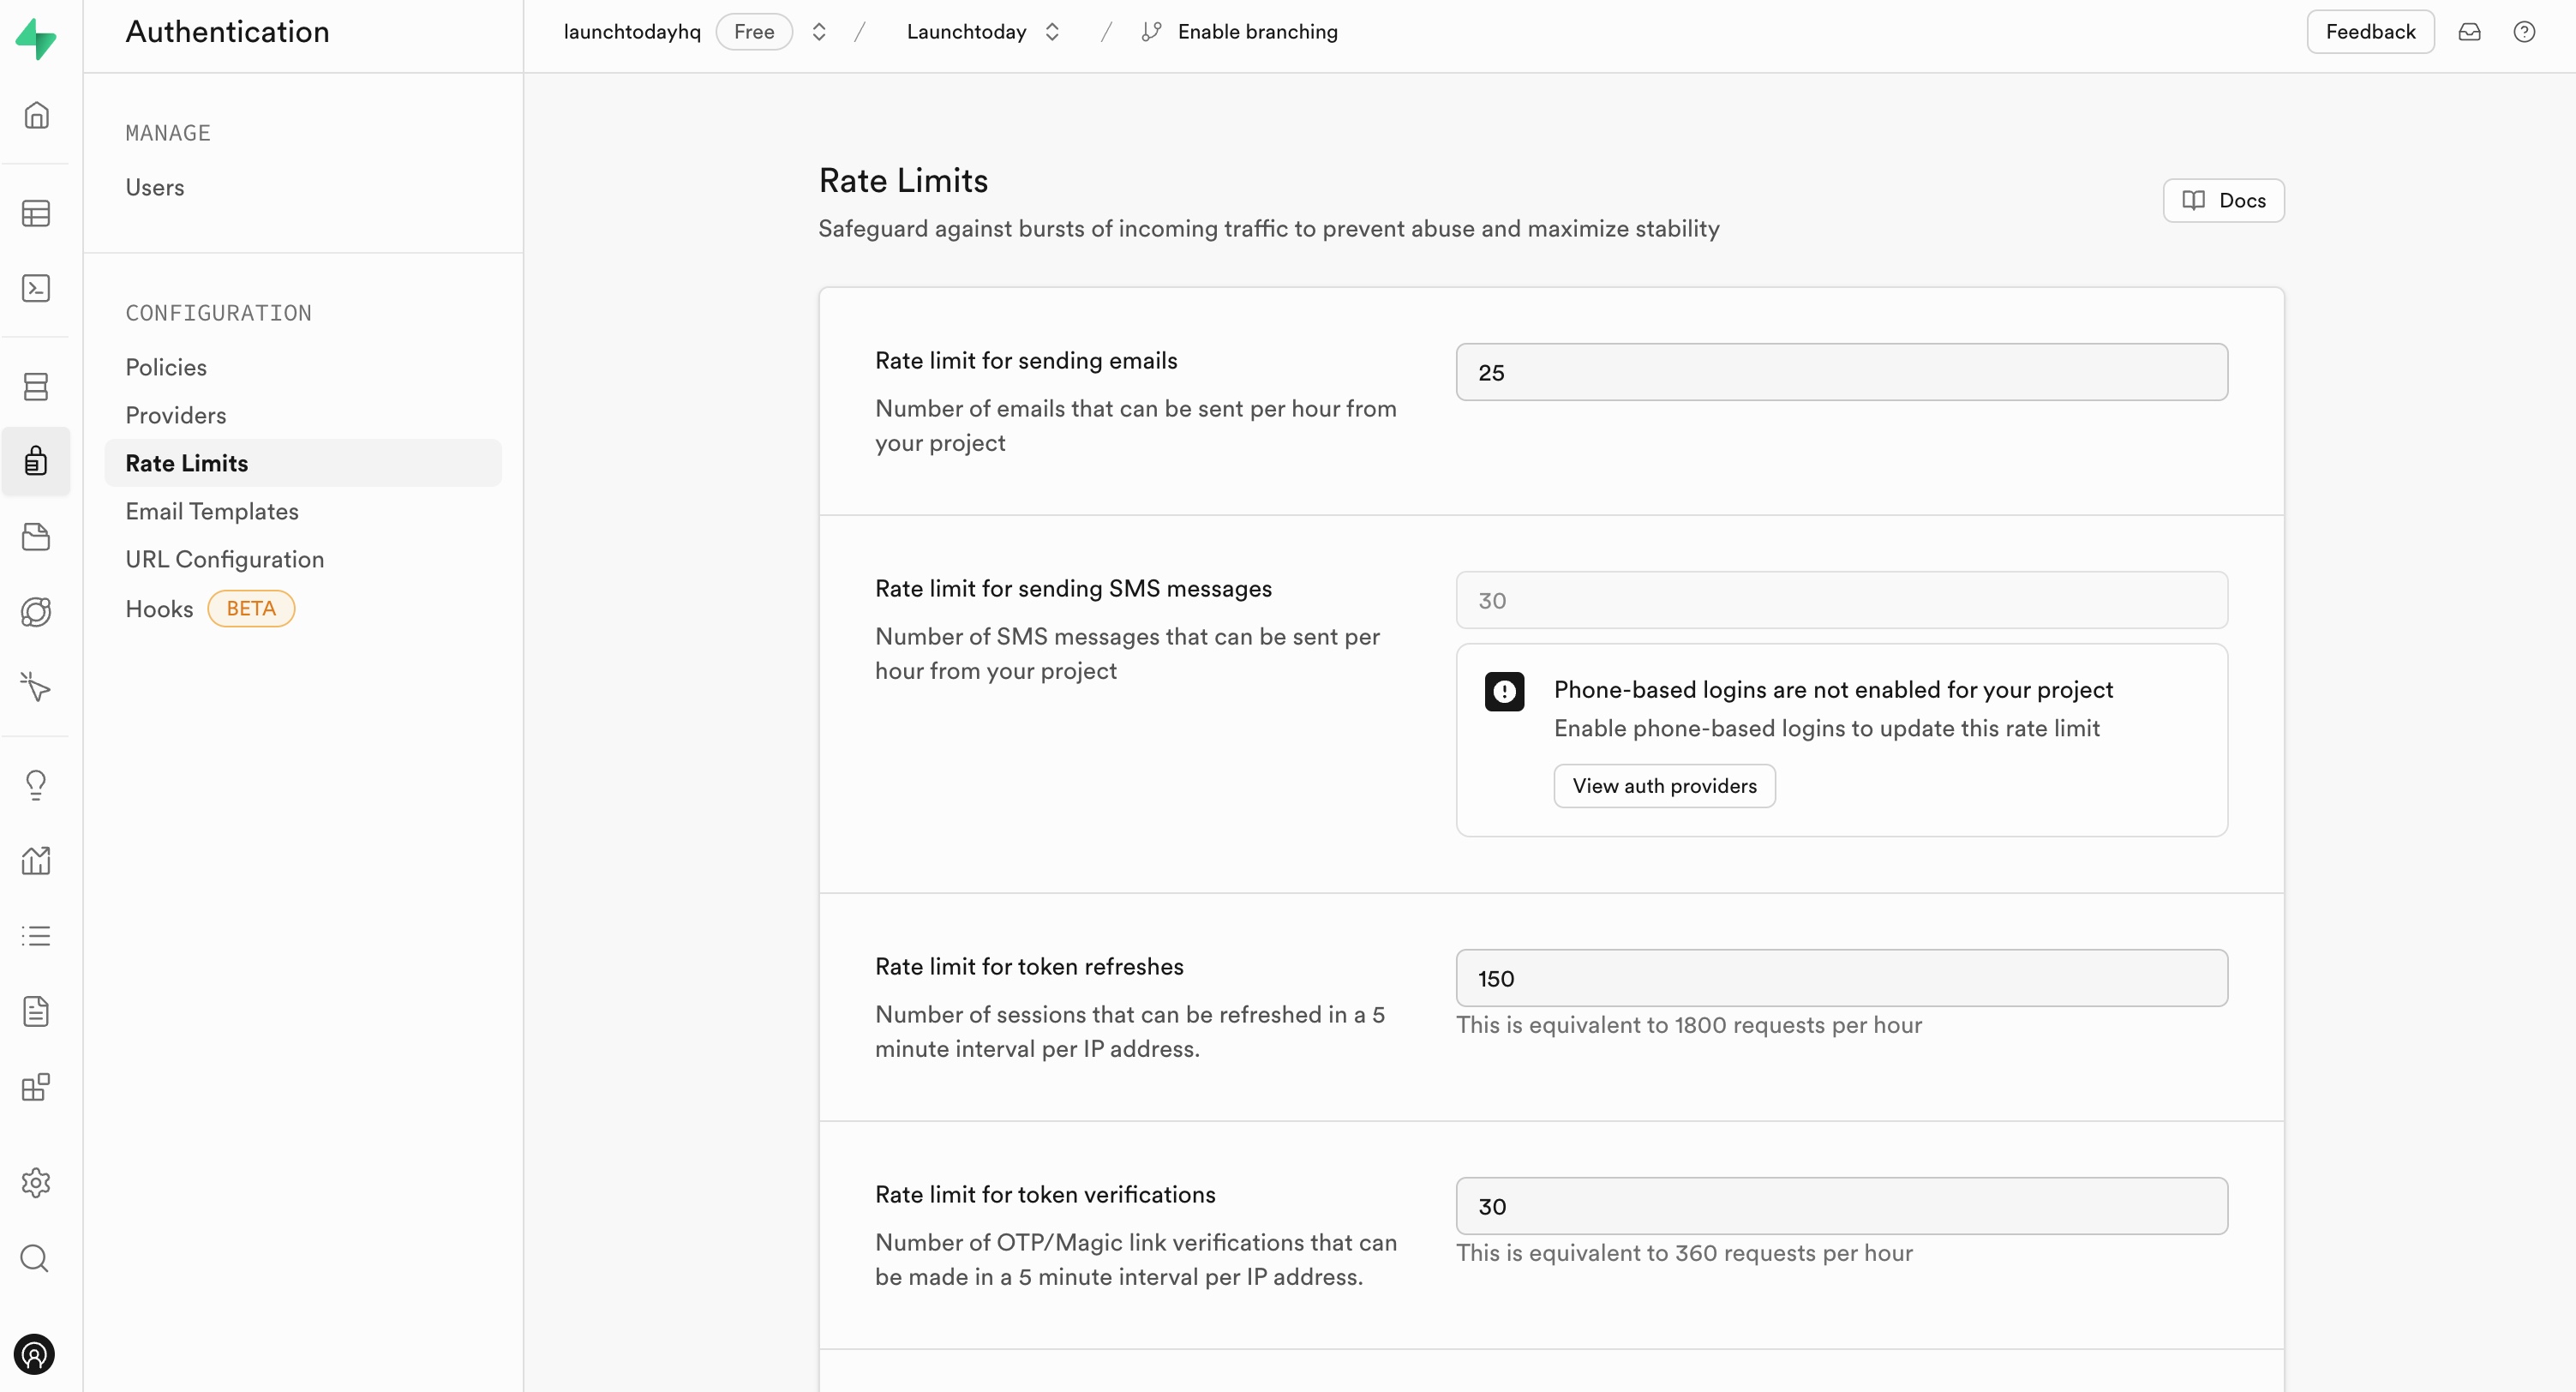 Authentication
launchtodayhq Free / Launchtoday / Enable branching
Feedback
MANAGE
Users
CONFIGURATION
Policies
Providers
Rate Limits
Email Templates
URL Configuration
Hooks BETA
Rate Limits
Safeguard against bursts of incoming traffic to prevent abuse and maximize stability
Docs
Rate limit for sending emails
Number of emails that can be sent per hour from
your project
25
Rate limit for sending SMS messages
Number of SMS messages that can be sent per
hour from your project
30
Phone-based logins are not enabled for your project
Enable phone-based logins to update this rate limit
View auth providers
Rate limit for token refreshes
Number of sessions that can be refreshed in a 5
minute interval per IP address.
150
This is equivalent to 1800 requests per hour
Rate limit for token verifications
Number of OTP/Magic link verifications that can
be made in a 5 minute interval per IP address.
30
This is equivalent to 360 requests per hour